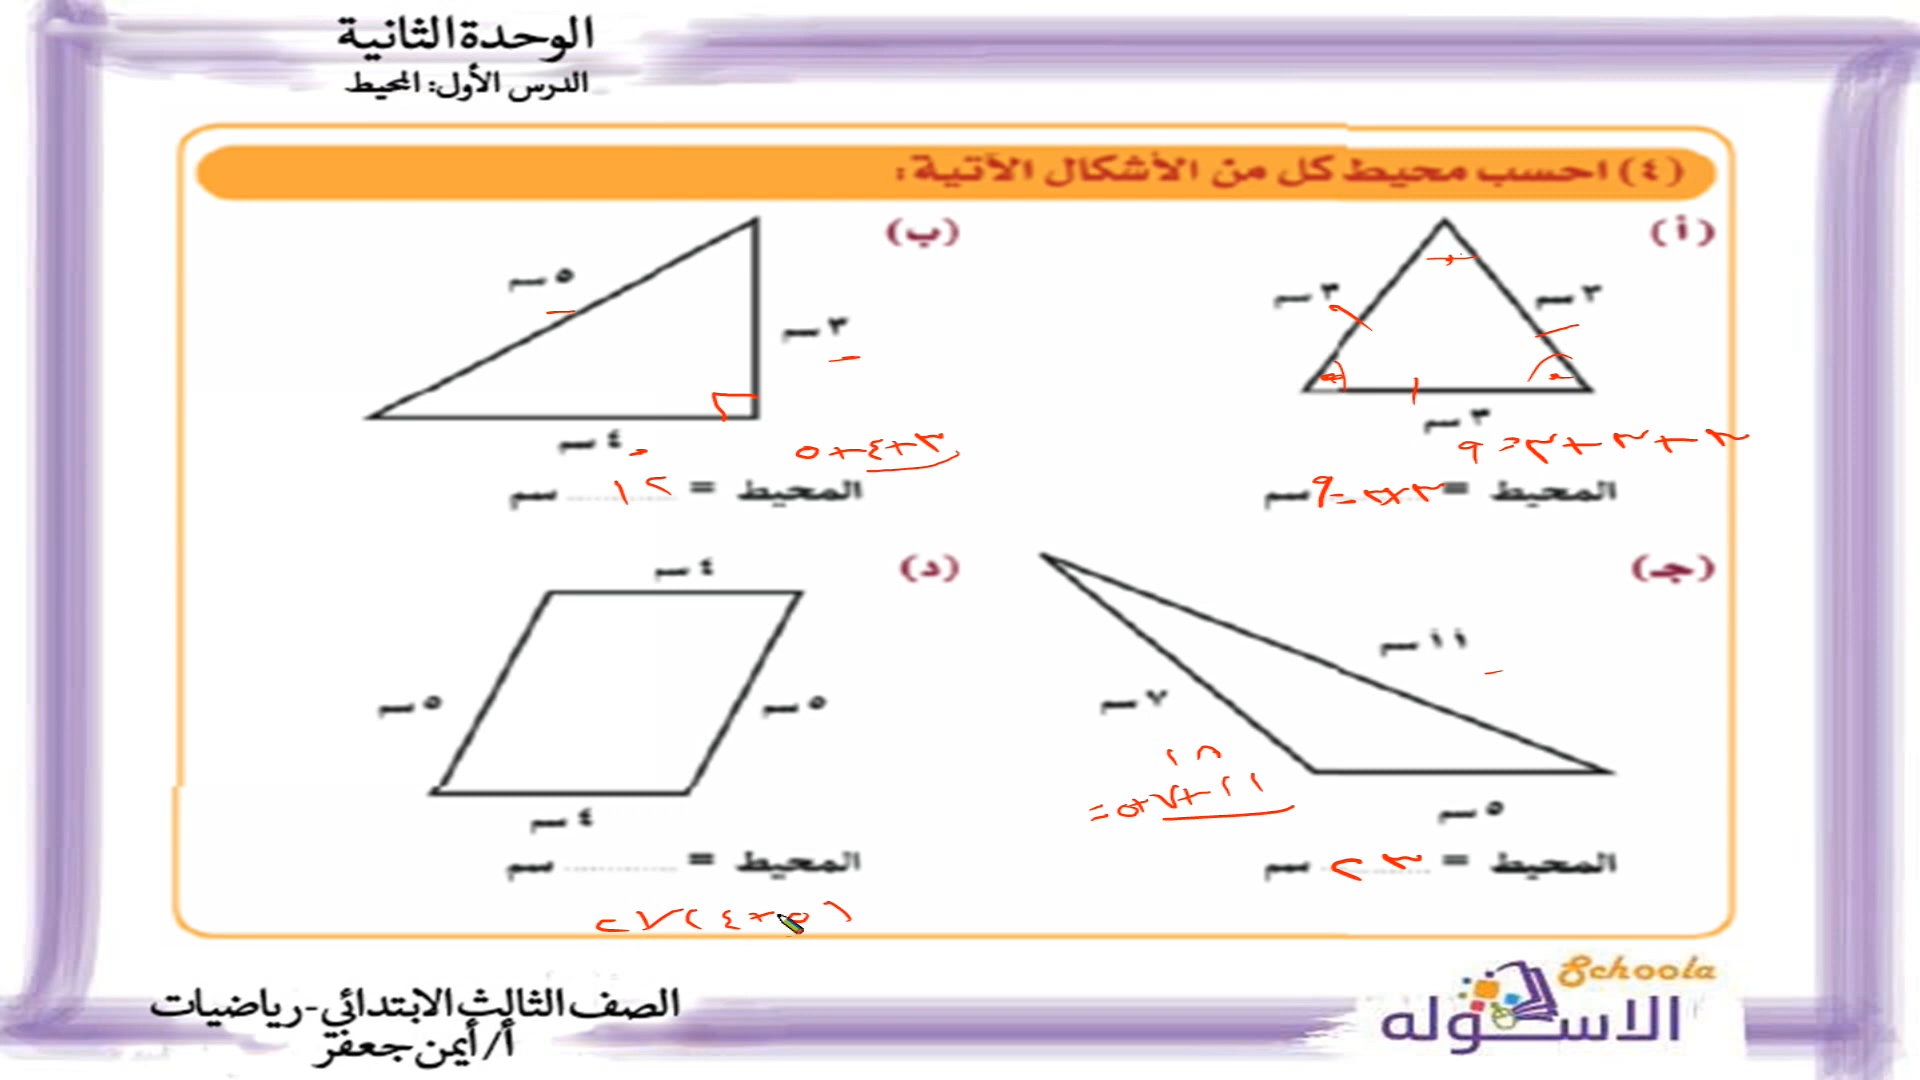 الوحدة الثانية
الدرس الأول: المحيط
(٤) احسب محيط كل من الأشكال الآتية:
(أ)
٣ سم
٣ سم
٣ سم
٩ = ٣ + ٣ + ٣
المحيط = ٣×٣ = ٩ سم
(ب)
٥ سم
٣ سم
٤ سم
٥+٤+٣
المحيط = ١٢ سم
(جـ)
١١ سم
٧ سم
٥ سم
١٨
= ٥+٧+١١
المحيط = ٢٣ سم
(د)
٤ سم
٥ سم
٥ سم
٤ سم
المحيط = .......... سم
(٥+٤)
Schoola
الاسكوله
الصف الثالث الابتدائي - رياضيات
أ/ أيمن جعفر